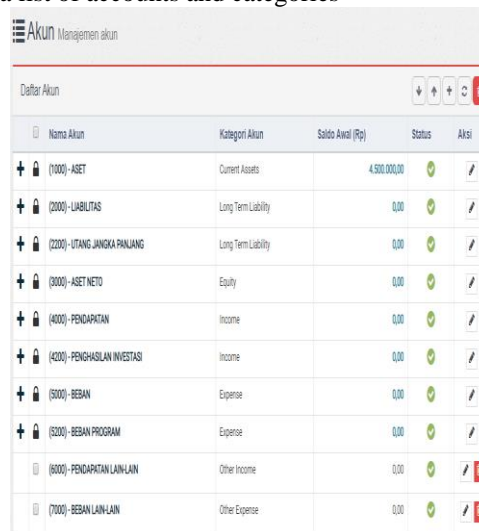 a list of accounts and categories
Akun Manajemen akun
Daftar Akun
Nama Akun Kategori Akun Saldo Awal (Rp) Status Aksi
(1000) - ASET Current Assets 4.500.000,00
(2000) - LIABILITAS Long Term Liability 0,00
(2200) - UTANG JANGKA PANJANG Long Term Liability 0,00
(3000) - ASET NETO Equity 0,00
(4000) - PENDAPATAN Income 0,00
(4200) - PENGHASILAN INVESTASI Income 0,00
(5000) - BEBAN Expense 0,00
(5200) - BEBAN PROGRAM Expense 0,00
(6000) - PENDAPATAN LAIN-LAIN Other Income 0,00
(7000) - BEBAN LAIN-LAIN Other Expense 0,00